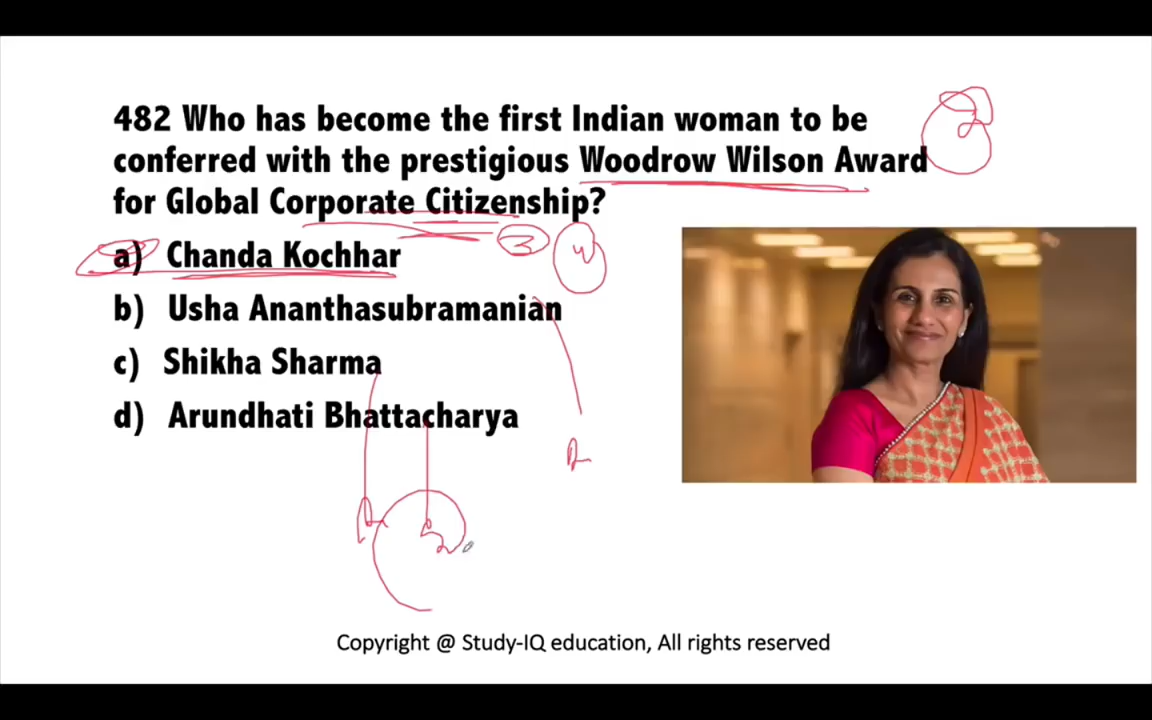 482 Who has become the first Indian woman to be
conferred with the prestigious Woodrow Wilson Award
for Global Corporate Citizenship?
a) Chanda Kochhar
b) Usha Ananthasubramanian
c) Shikha Sharma
d) Arundhati Bhattacharya
Copyright @ Study-IQ education, All rights reserved